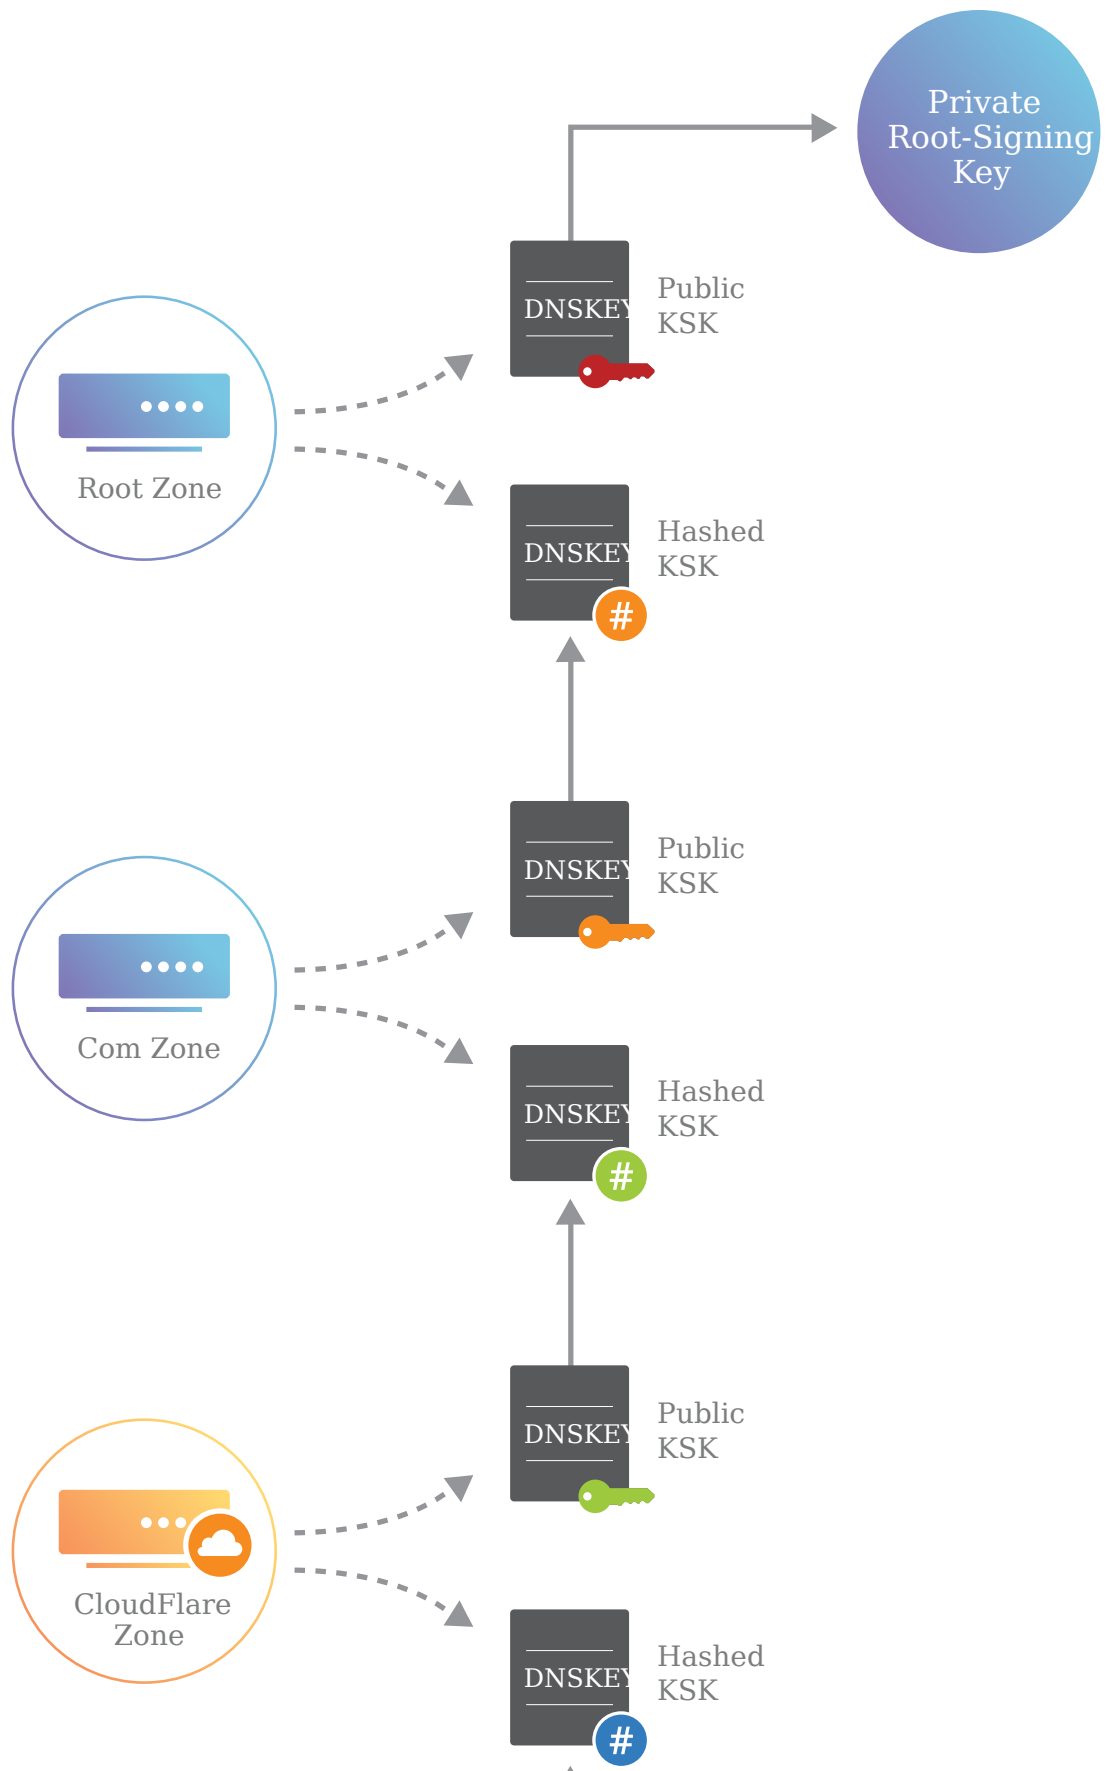 Private
Root-Signing
Key
DNSKEY
Public
KSK
Root Zone
DNSKEY
Hashed
KSK
#
DNSKEY
Public
KSK
Com Zone
DNSKEY
Hashed
KSK
#
DNSKEY
Public
KSK
CloudFlare
Zone
DNSKEY
Hashed
KSK
#